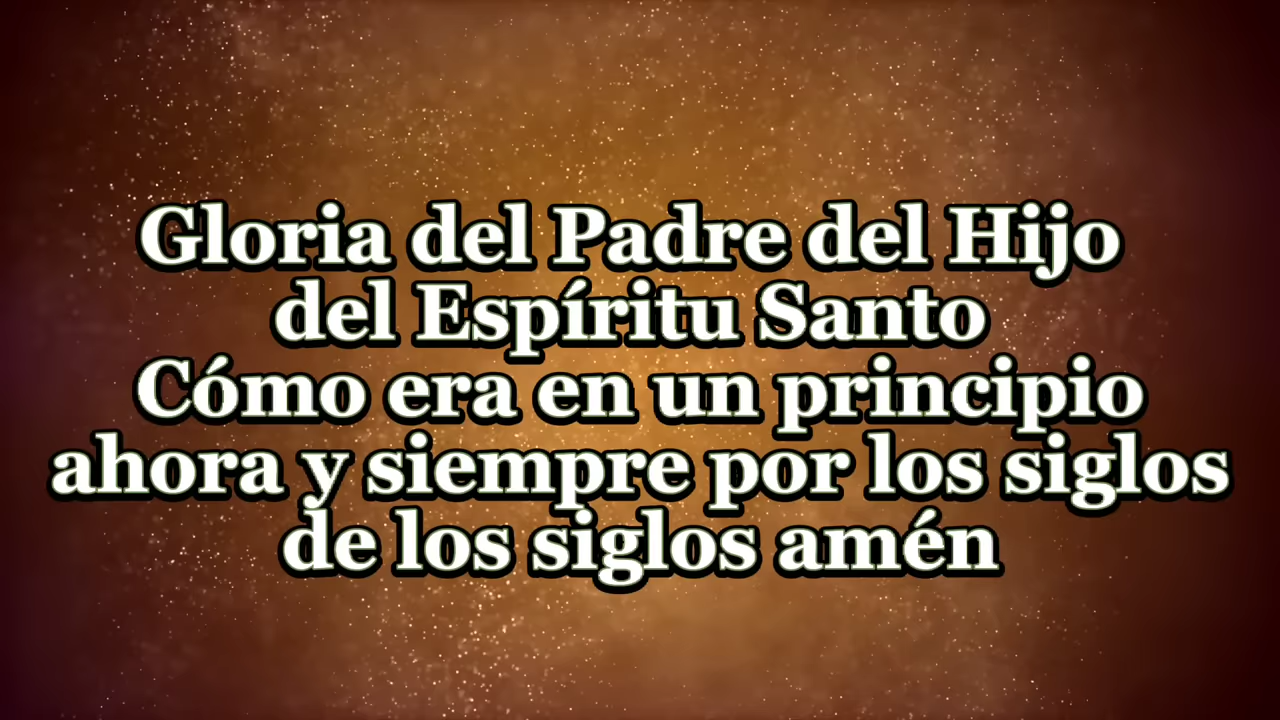 Gloria del Padre del Hijo
del Espíritu Santo
Cómo era en un principio
ahora y siempre por los siglos
de los siglos amén